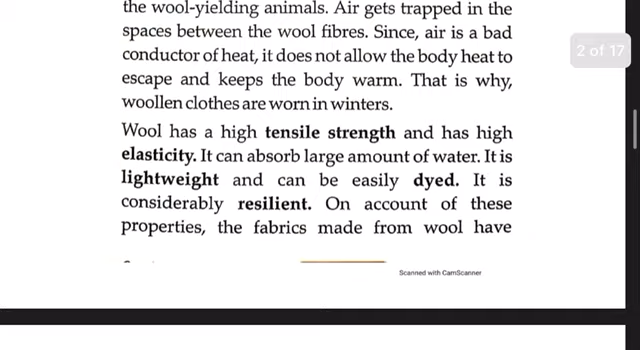 the wool-yielding animals. Air gets trapped in the
spaces between the wool fibres. Since, air is a bad
conductor of heat, it does not allow the body heat to
escape and keeps the body warm. That is why,
woollen clothes are worn in winters.
Wool has a high tensile strength and has high
elasticity. It can absorb large amount of water. It is
lightweight and can be easily dyed. It is
considerably resilient. On account of these
properties, the fabrics made from wool have
Scanned with CamScanner
2 of 17